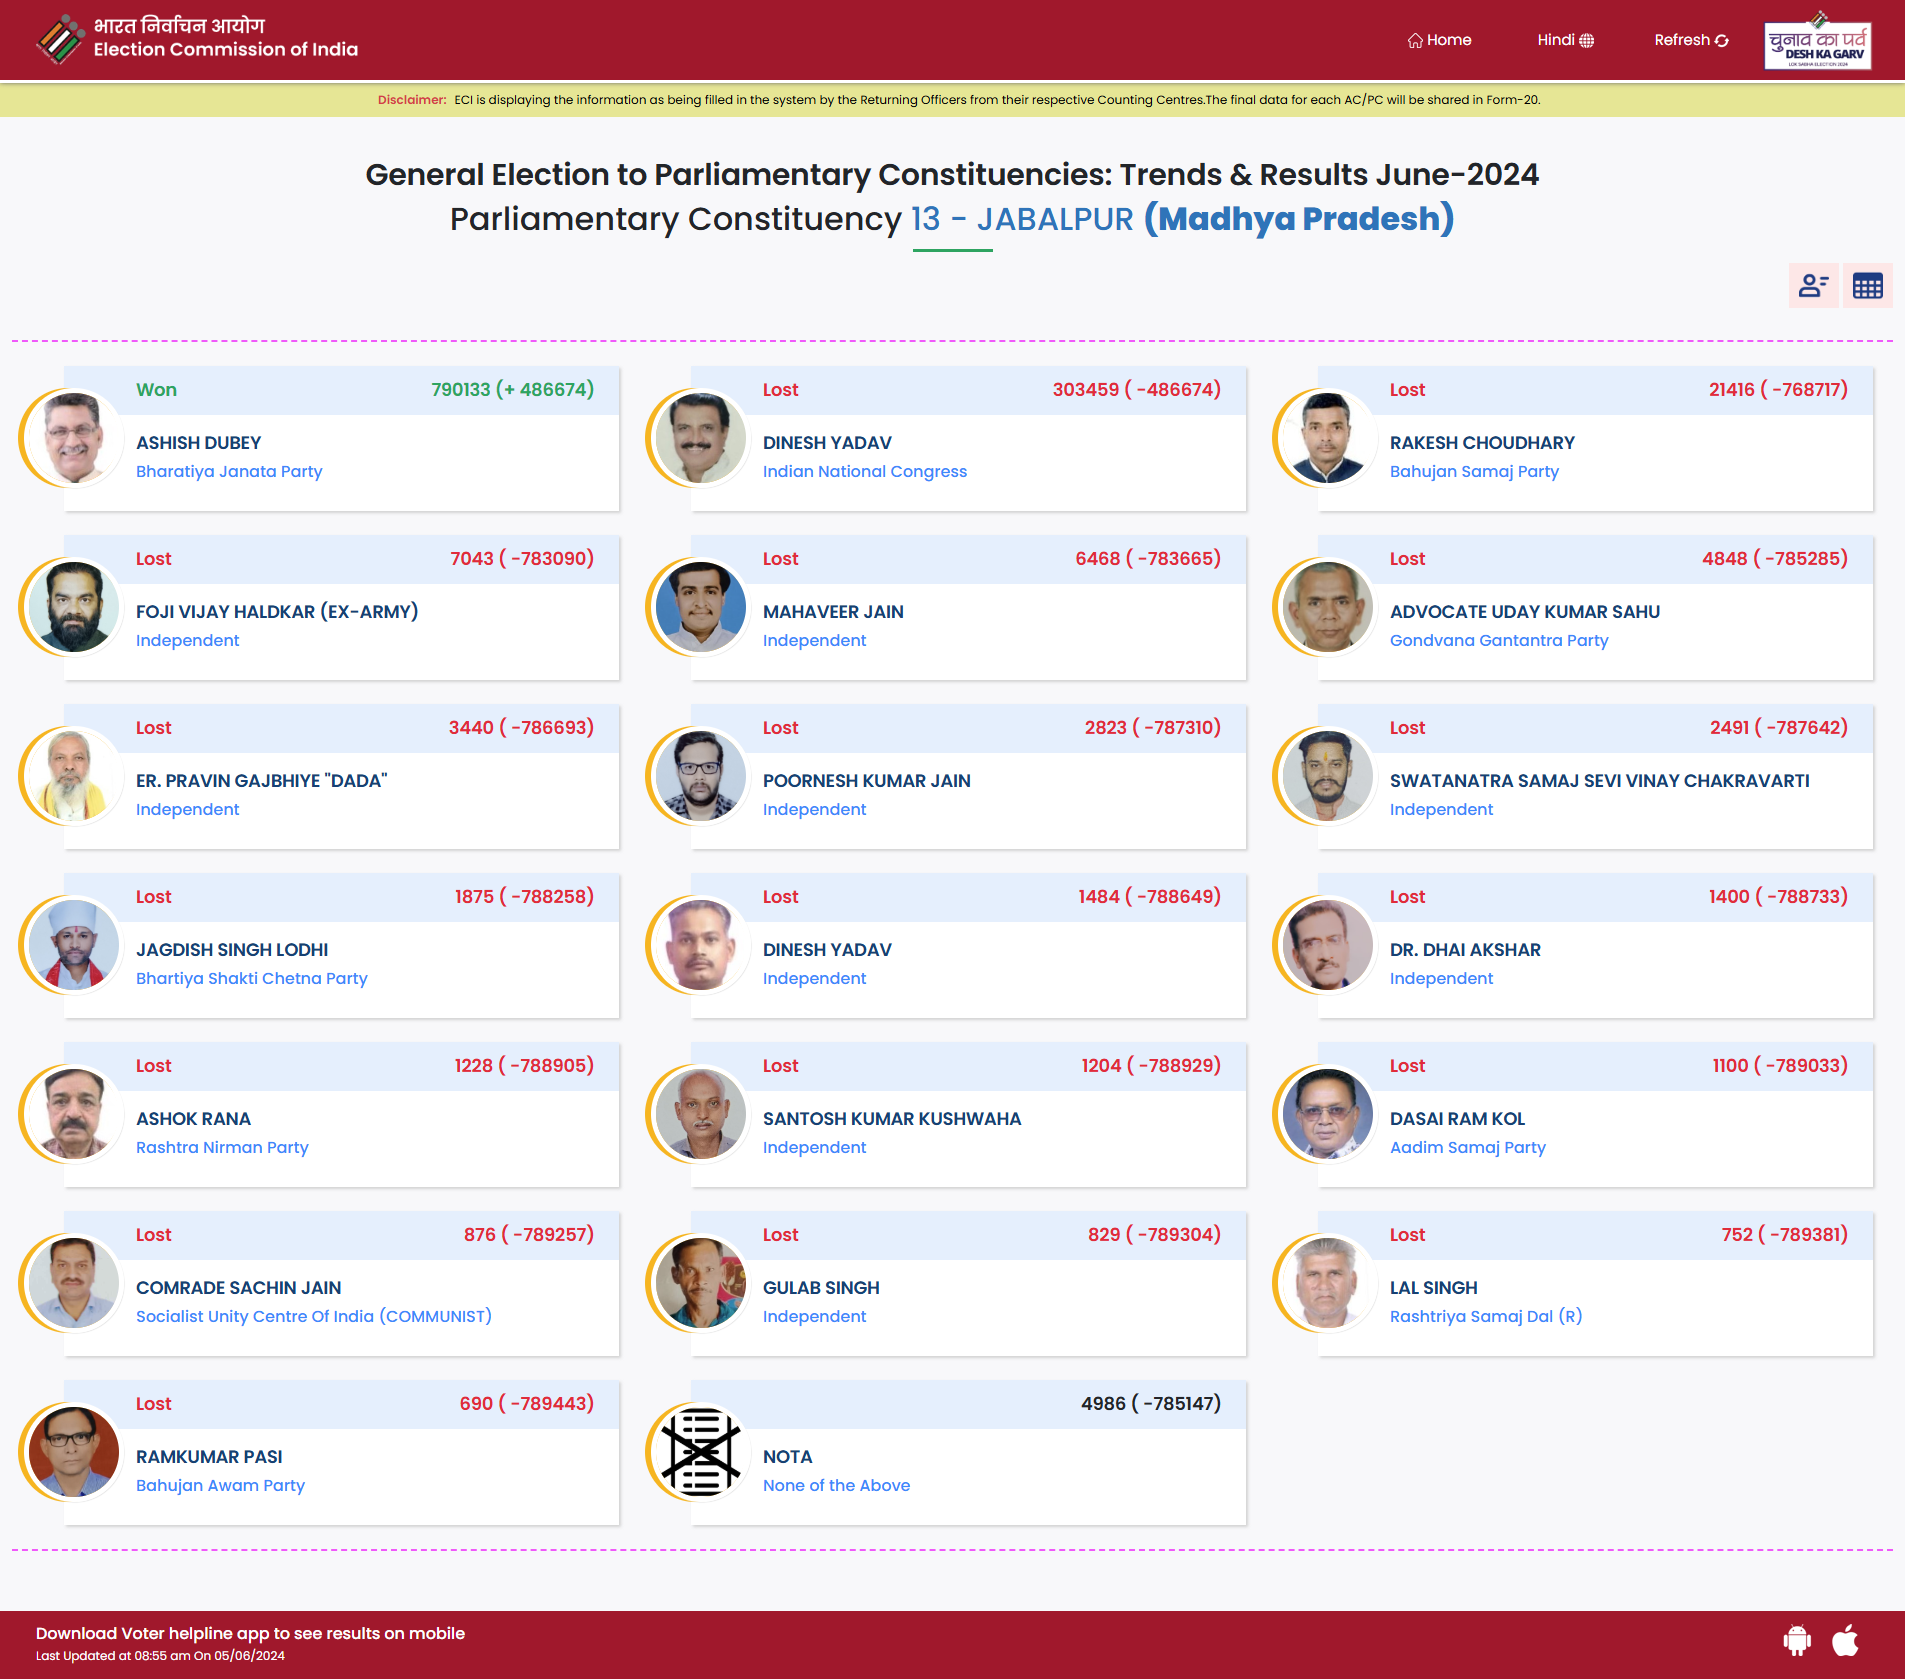 भारत निर्वाचन आयोग
Election Commission of India
Home
Hindi
Refresh
चुनाव का पर्व
DESH KA GARV
LOK SABHA ELECTION 2024
Disclaimer: ECI is displaying the information as being filled in the system by the Returning Officers from their respective Counting Centres.The final data for each AC/PC will be shared in Form-20.
General Election to Parliamentary Constituencies: Trends & Results June-2024
Parliamentary Constituency 13 - JABALPUR (Madhya Pradesh)
Won 790133 (+ 486674)
ASHISH DUBEY
Bharatiya Janata Party
Lost 303459 ( -486674)
DINESH YADAV
Indian National Congress
Lost 21416 ( -768717)
RAKESH CHOUDHARY
Bahujan Samaj Party
Lost 7043 ( -783090)
FOJI VIJAY HALDKAR (EX-ARMY)
Independent
Lost 6468 ( -783665)
MAHAVEER JAIN
Independent
Lost 4848 ( -785285)
ADVOCATE UDAY KUMAR SAHU
Gondvana Gantantra Party
Lost 3440 ( -786693)
ER. PRAVIN GAJBHIYE "DADA"
Independent
Lost 2823 ( -787310)
POORNESH KUMAR JAIN
Independent
Lost 2491 ( -787642)
SWATANATRA SAMAJ SEVI VINAY CHAKRAVARTI
Independent
Lost 1875 ( -788258)
JAGDISH SINGH LODHI
Bhartiya Shakti Chetna Party
Lost 1484 ( -788649)
DINESH YADAV
Independent
Lost 1400 ( -788733)
DR. DHAI AKSHAR
Independent
Lost 1228 ( -788905)
ASHOK RANA
Rashtra Nirman Party
Lost 1204 ( -788929)
SANTOSH KUMAR KUSHWAHA
Independent
Lost 1100 ( -789033)
DASAI RAM KOL
Aadim Samaj Party
Lost 876 ( -789257)
COMRADE SACHIN JAIN
Socialist Unity Centre Of India (COMMUNIST)
Lost 829 ( -789304)
GULAB SINGH
Independent
Lost 752 ( -789381)
LAL SINGH
Rashtriya Samaj Dal (R)
Lost 690 ( -789443)
RAMKUMAR PASI
Bahujan Awam Party
4986 ( -785147)
NOTA
None of the Above
Download Voter helpline app to see results on mobile
Last Updated at 08:55 am On 05/06/2024